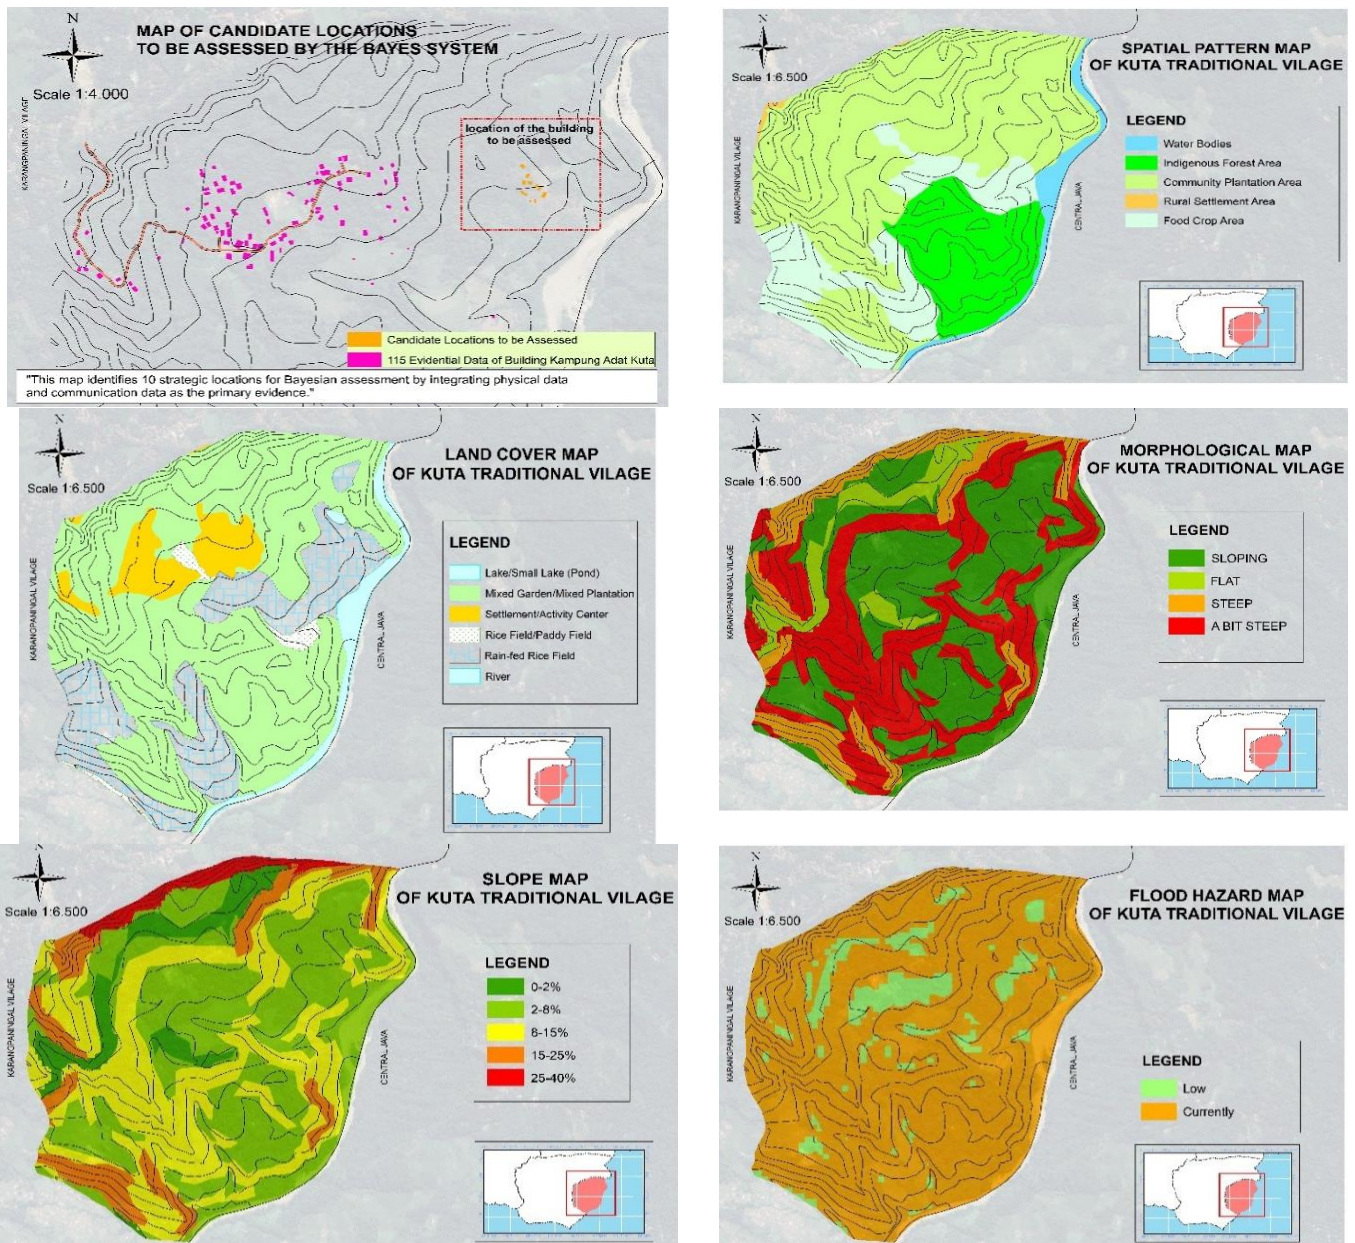 N
MAP OF CANDIDATE LOCATIONS
TO BE ASSESSED BY THE BAYES SYSTEM
Scale 1:4.000
KARANGPANINGAL VILLAGE
location of the building
to be assessed
Candidate Locations to be Assessed
115 Evidential Data of Building Kampung Adat Kuta
"This map identifies 10 strategic locations for Bayesian assessment by integrating physical data
and communication data as the primary evidence."
N
SPATIAL PATTERN MAP
OF KUTA TRADITIONAL VILAGE
Scale 1:6.500
KARANGPANINGAL VILLAGE
CENTRAL JAVA
LEGEND
Water Bodies
Indigenous Forest Area
Community Plantation Area
Rural Settlement Area
Food Crop Area
N
LAND COVER MAP
OF KUTA TRADITIONAL VILAGE
Scale 1:6.500
KARANGPANINGAL VILLAGE
CENTRAL JAVA
LEGEND
Lake/Small Lake (Pond)
Mixed Garden/Mixed Plantation
Settlement/Activity Center
Rice Field/Paddy Field
Rain-fed Rice Field
River
N
MORPHOLOGICAL MAP
OF KUTA TRADITIONAL VILAGE
Scale 1:6.500
KARANGPANINGAL VILLAGE
CENTRAL JAVA
LEGEND
SLOPING
FLAT
STEEP
A BIT STEEP
N
SLOPE MAP
OF KUTA TRADITIONAL VILAGE
Scale 1:6.500
KARANGPANINGAL VILLAGE
CENTRAL JAVA
LEGEND
0-2%
2-8%
8-15%
15-25%
25-40%
N
FLOOD HAZARD MAP
OF KUTA TRADITIONAL VILAGE
Scale 1:6.500
KARANGPANINGAL VILLAGE
CENTRAL JAVA
LEGEND
Low
Currently